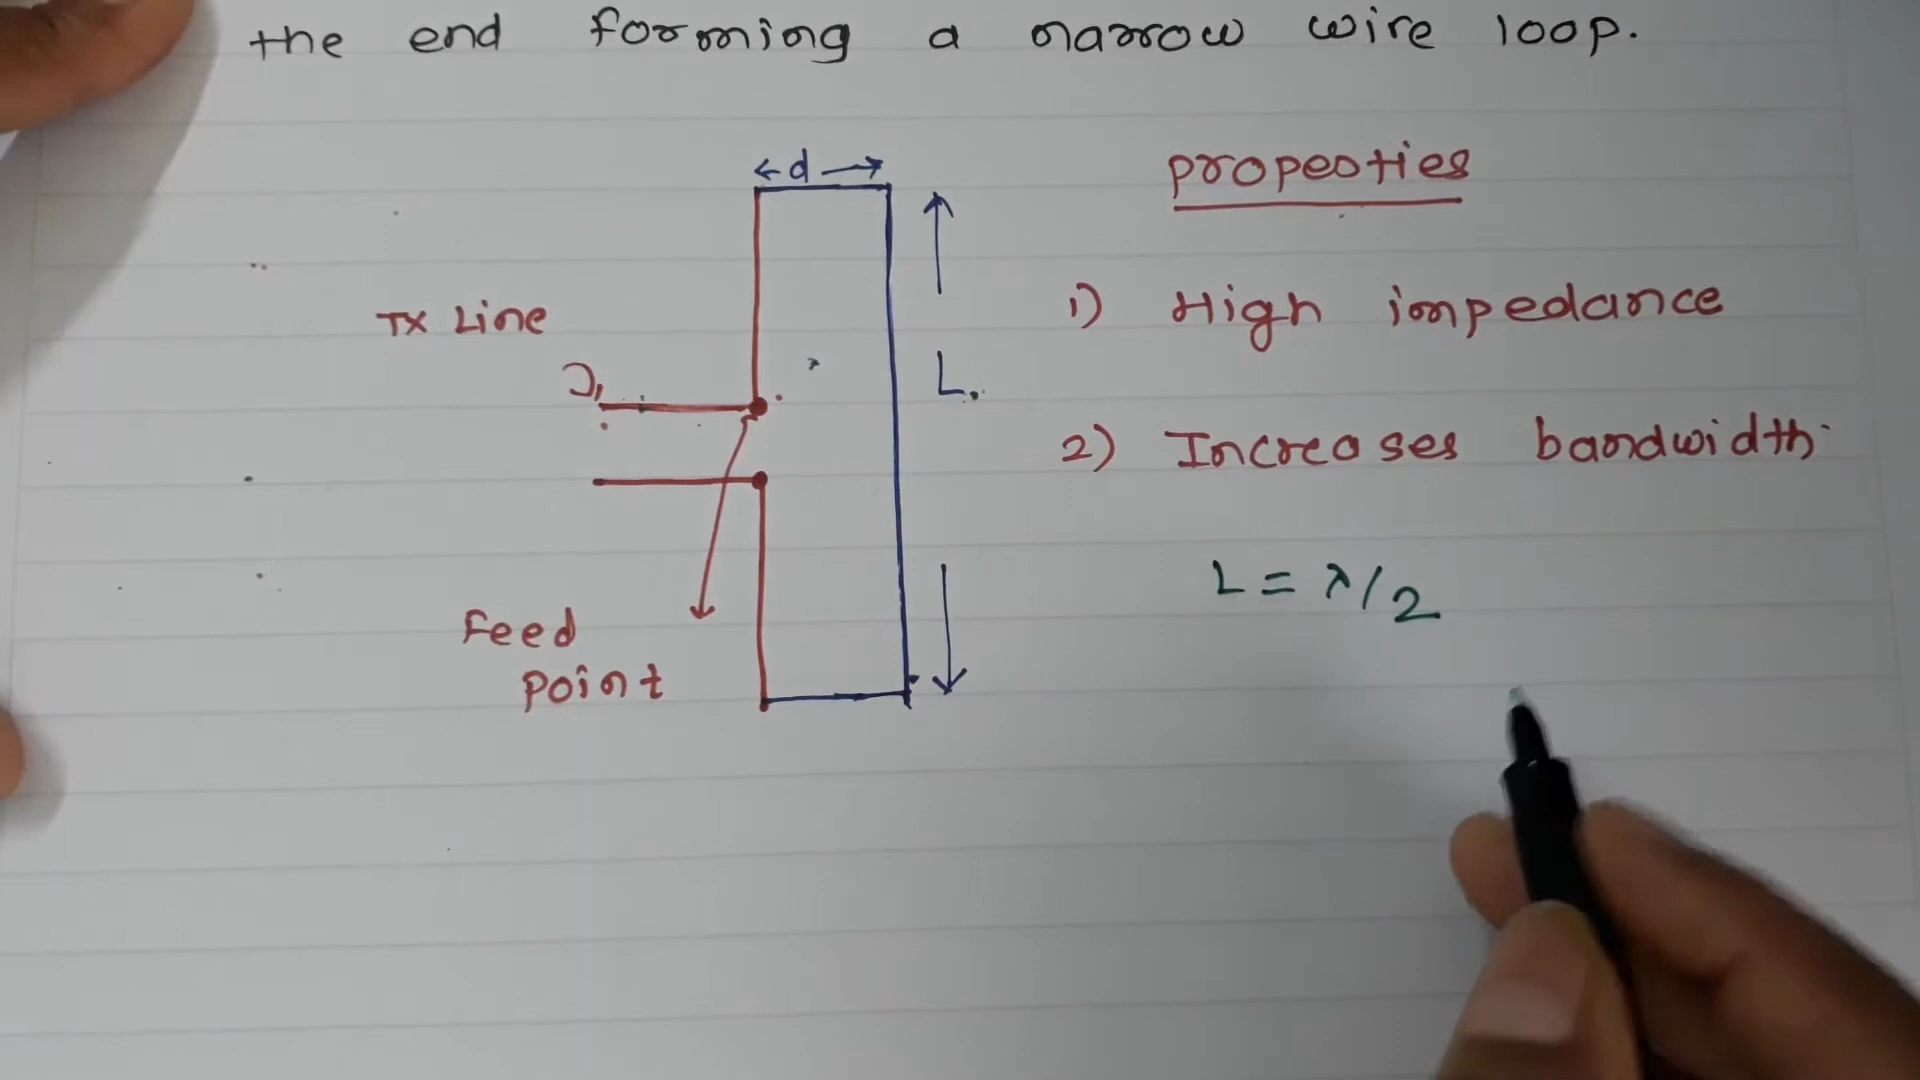 the end forming a narrow wire loop.
← d →
properties
TX Line
1) High impedance
L.
2) Increases bandwidth
L = λ/2
Feed
point